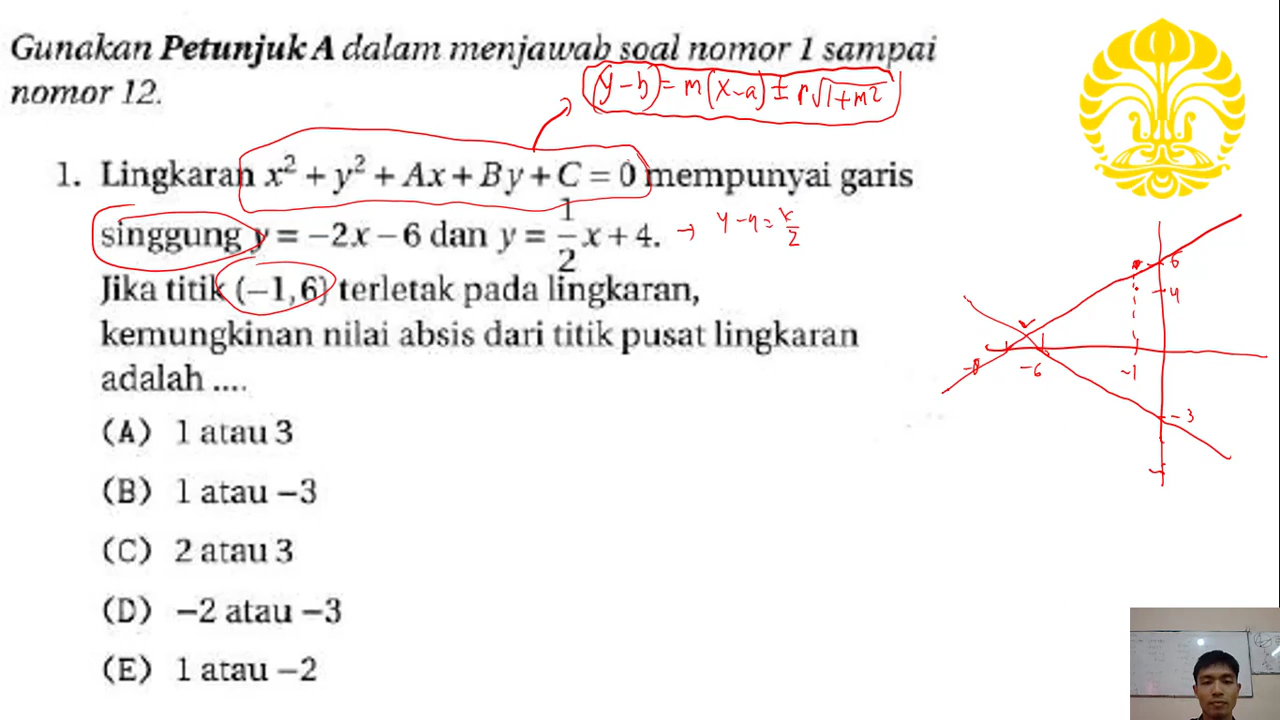 Gunakan Petunjuk A dalam menjawab soal nomor 1 sampai
nomor 12.
(y-b) = m(x-a) ± r√1+m²
1. Lingkaran x² + y² + Ax + By + C = 0 mempunyai garis
singgung y = −2x − 6 dan y = 1/2 x + 4. → y-4 = x/2
Jika titik (−1,6) terletak pada lingkaran,
kemungkinan nilai absis dari titik pusat lingkaran
adalah ....
(A) 1 atau 3
(B) 1 atau −3
(C) 2 atau 3
(D) −2 atau −3
(E) 1 atau −2
6
4
-6
-1
-3